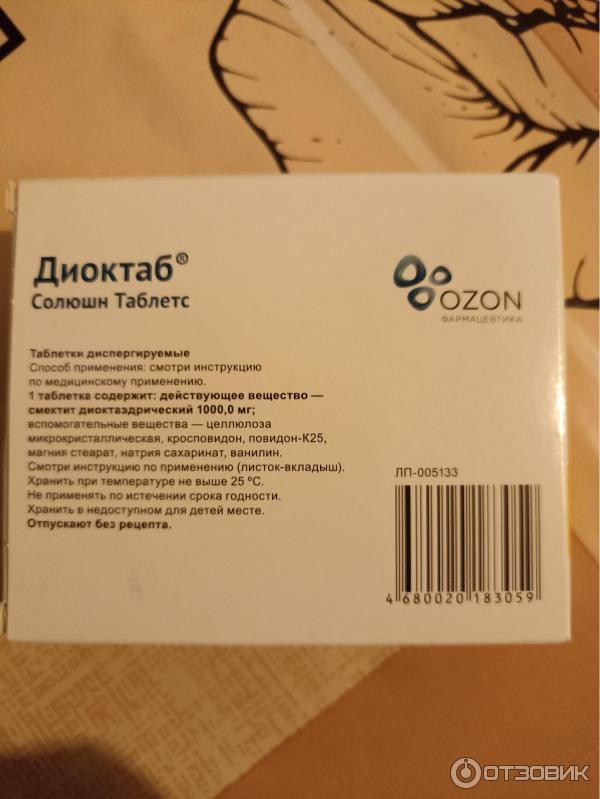 Диоктаб®
Солюшн Таблетс
OZON
ФАРМАЦЕВТИКА
Таблетки диспергируемые
Способ применения: смотри инструкцию
по медицинскому применению.
1 таблетка содержит: действующее вещество —
смектит диоктаэдрический 1000,0 мг;
вспомогательные вещества — целлюлоза
микрокристаллическая, кросповидон, повидон-К25,
магния стеарат, натрия сахаринат, ванилин.
Смотри инструкцию по применению (листок-вкладыш).
Хранить при температуре не выше 25 ºС.
Не применять по истечении срока годности.
Хранить в недоступном для детей месте.
Отпускают без рецепта.
ЛП-005133
4 680020 183059
ОТЗОВИК